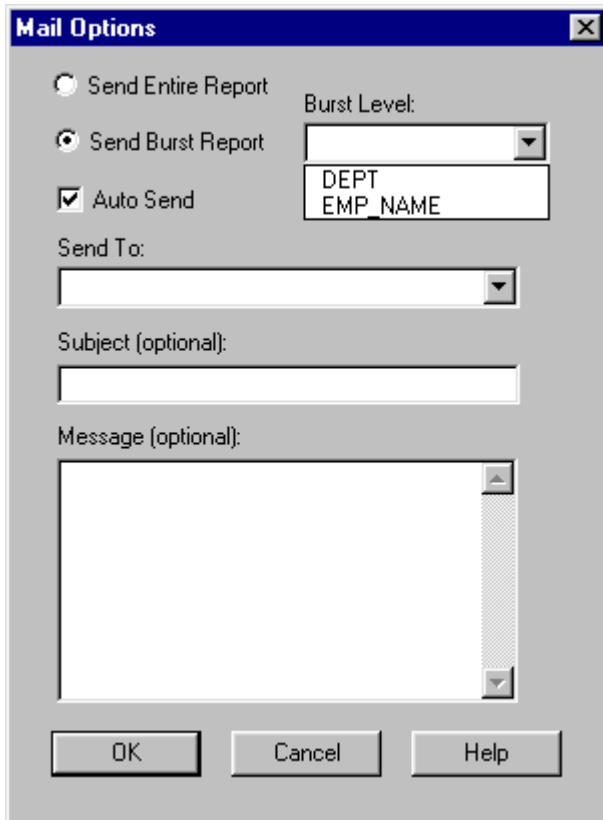 Mail Options
Send Entire Report
Burst Level:
Send Burst Report
DEPT
Auto Send
EMP_NAME
Send To:
Subject (optional):
Message (optional):
OK
Cancel
Help